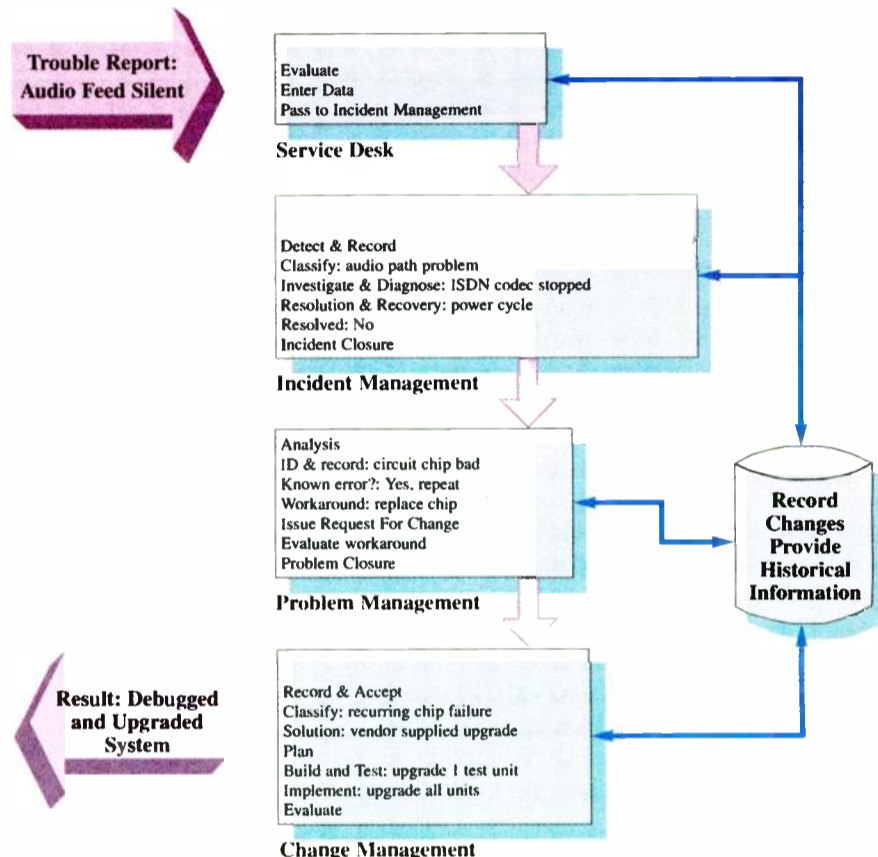 Trouble Report:
Audio Feed Silent
Evaluate
Enter Data
Pass to Incident Management
Service Desk
Detect & Record
Classify: audio path problem
Investigate & Diagnose: ISDN codec stopped
Resolution & Recovery: power cycle
Resolved: No
Incident Closure
Incident Management
Analysis
ID & record: circuit chip bad
Known error?: Yes, repeat
Workaround: replace chip
Issue Request For Change
Evaluate workaround
Problem Closure
Problem Management
Record
Changes
Provide
Historical
Information
Record & Accept
Classify: recurring chip failure
Solution: vendor supplied upgrade
Plan
Build and Test: upgrade 1 test unit
Implement: upgrade all units
Evaluate
Change Management
Result: Debugged
and Upgraded
System